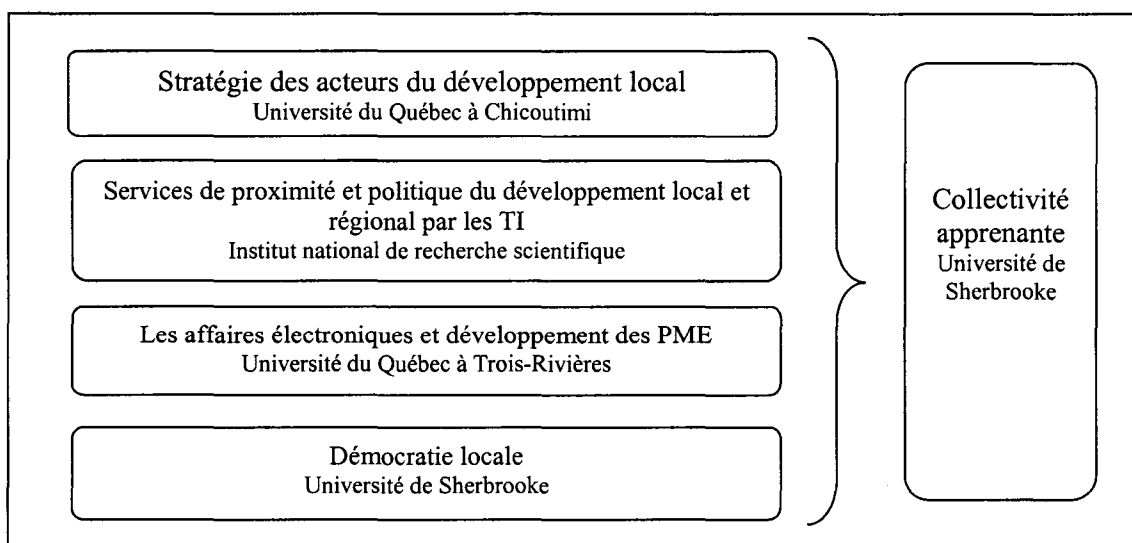 Stratégie des acteurs du développement local
Université du Québec à Chicoutimi
Services de proximité et politique du développement local et
régional par les TI
Institut national de recherche scientifique
Les affaires électroniques et développement des PME
Université du Québec à Trois-Rivières
Démocratie locale
Université de Sherbrooke
Collectivité
apprenante
Université de
Sherbrooke